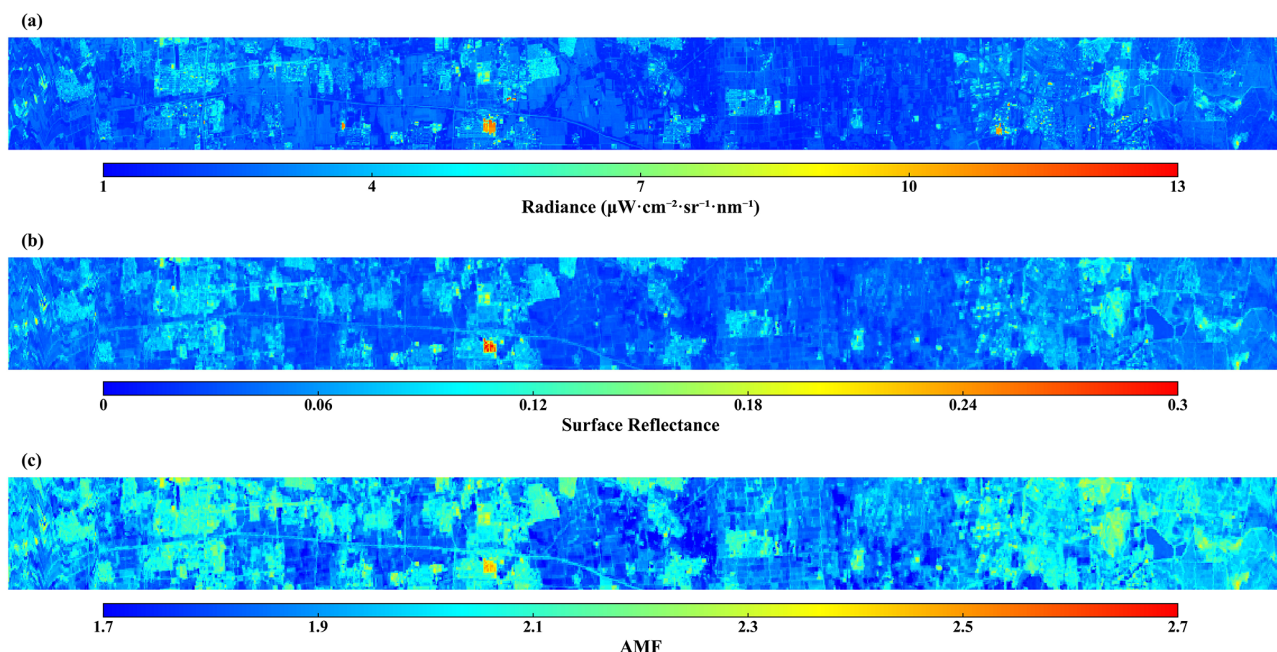 (a)
1 4 7 10 13
Radiance (μW·cm⁻²·sr⁻¹·nm⁻¹)
(b)
0 0.06 0.12 0.18 0.24 0.3
Surface Reflectance
(c)
1.7 1.9 2.1 2.3 2.5 2.7
AMF